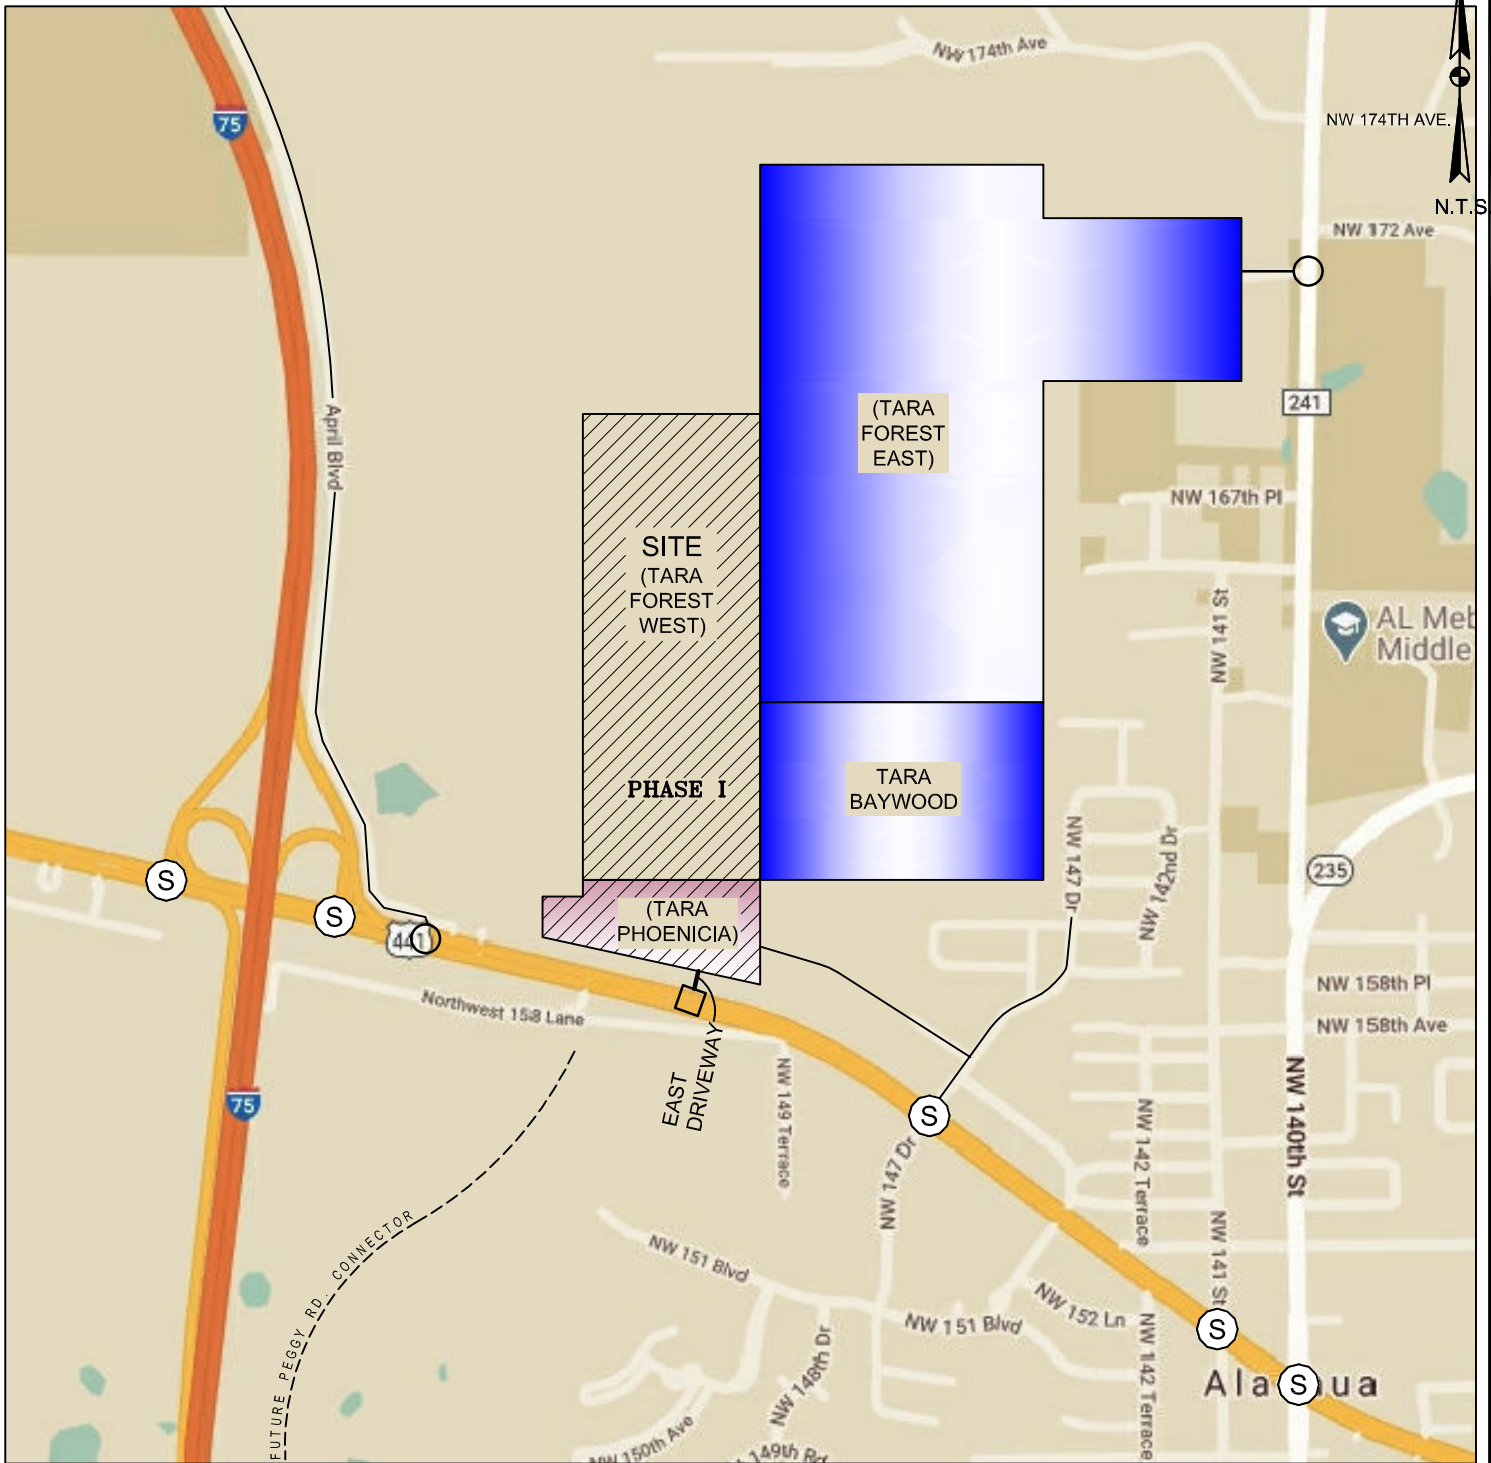 NW 174th Ave
75
NW 174TH AVE.
N.T.S.
NW 172 Ave
April Blvd
(TARA
FOREST
EAST)
241
NW 167th Pl
SITE
(TARA
FOREST
WEST)
NW 141 St
AL Meb
Middle
PHASE I
TARA
BAYWOOD
NW 147 Dr
NW 142nd Dr
235
S
S
441
(TARA
PHOENICIA)
NW 158th Pl
NW 158th Ave
Northwest 158 Lane
EAST
DRIVEWAY
75
NW 149 Terrace
S
NW 147 Dr
NW 142 Terrace
NW 140th St
FUTURE PEGGY RD. CONNECTOR
NW 151 Blvd
NW 151 Blvd
NW 152 Ln
NW 141 St
S
NW 148th Dr
NW 142 Terrace
Ala
S
ua
NW 150th Ave
149th Rd